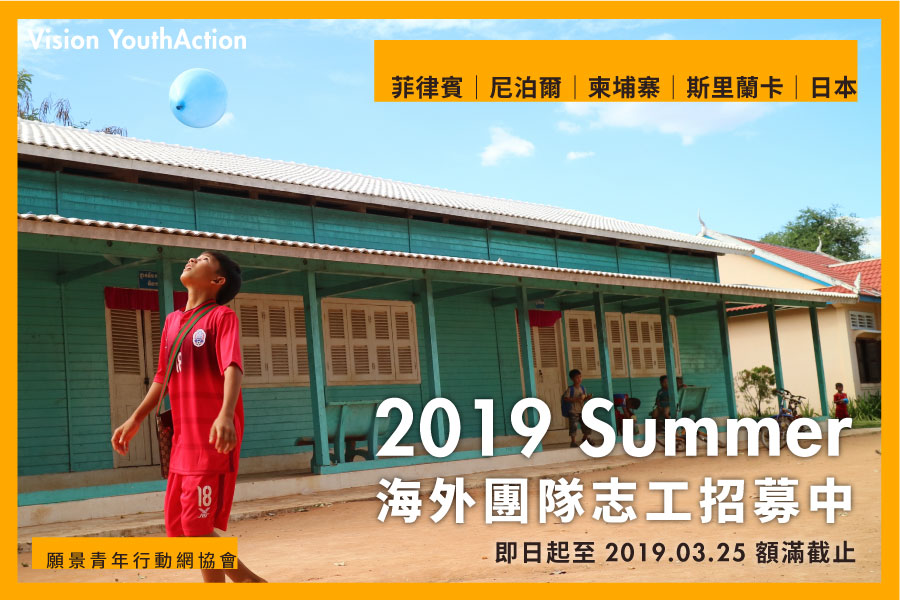 Vision YouthAction
菲律賓｜尼泊爾｜柬埔寨｜斯里蘭卡｜日本
18
18
2019 Summer
海外團隊志工招募中
即日起至 2019.03.25 額滿截止
願景青年行動網協會